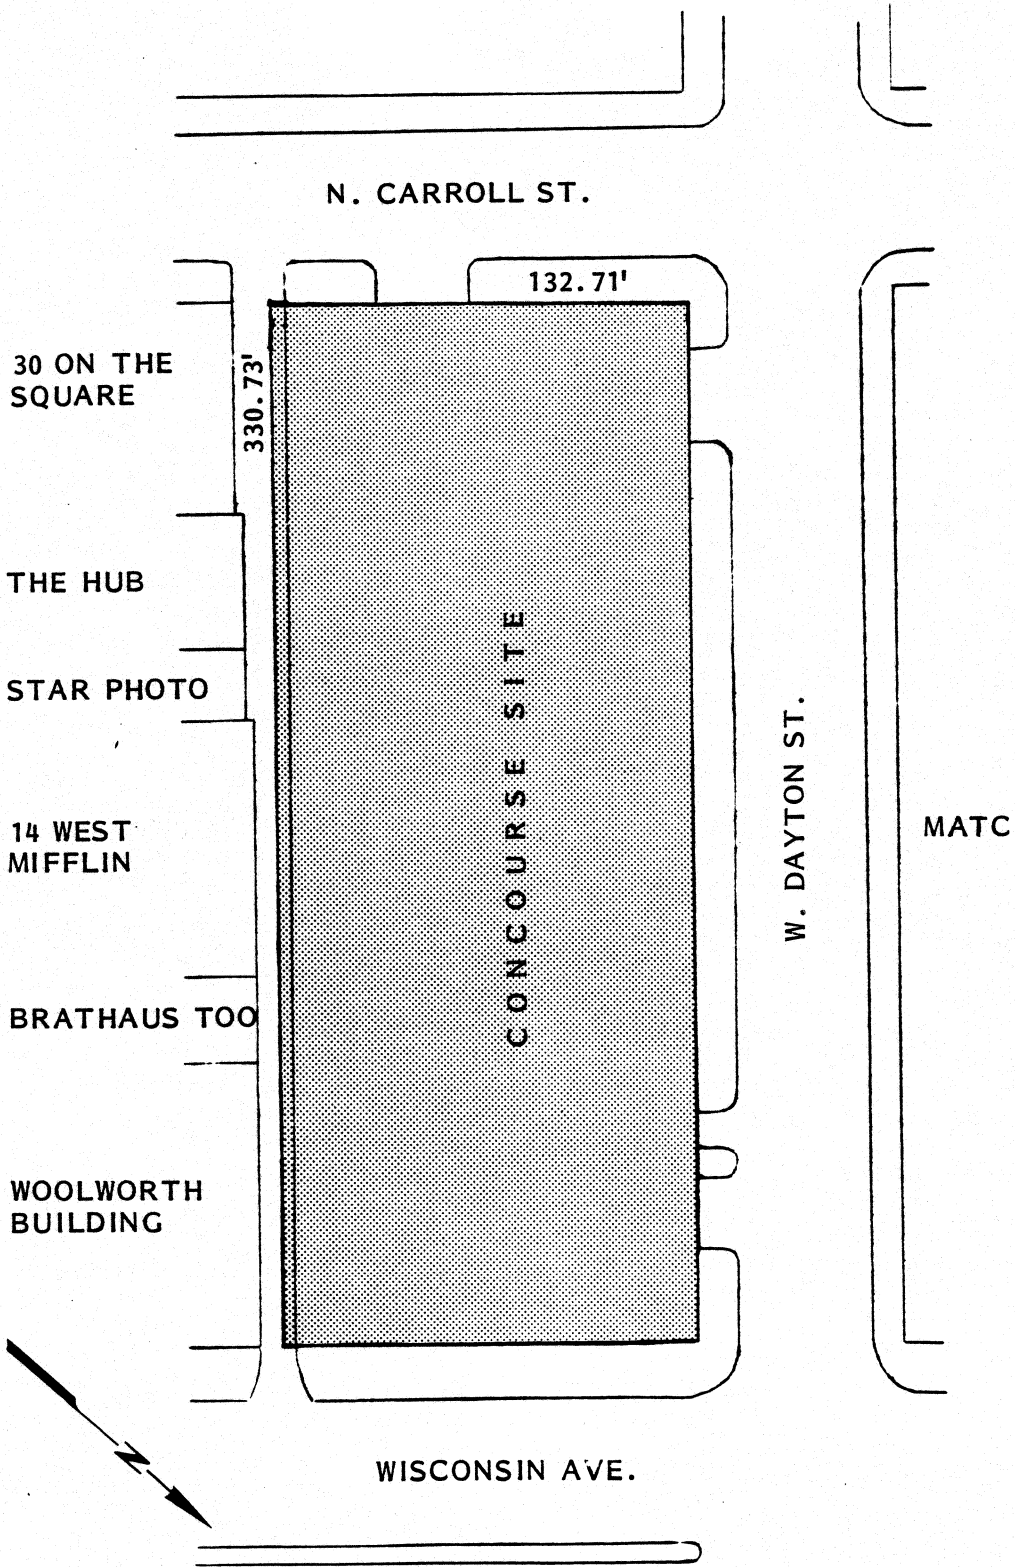 N. CARROLL ST.
132.71'
330.73'
30 ON THE
SQUARE
THE HUB
STAR PHOTO
14 WEST
MIFFLIN
BRATHAUS TOO
WOOLWORTH
BUILDING
CONCOURSE SITE
W. DAYTON ST.
MATC
N
WISCONSIN AVE.